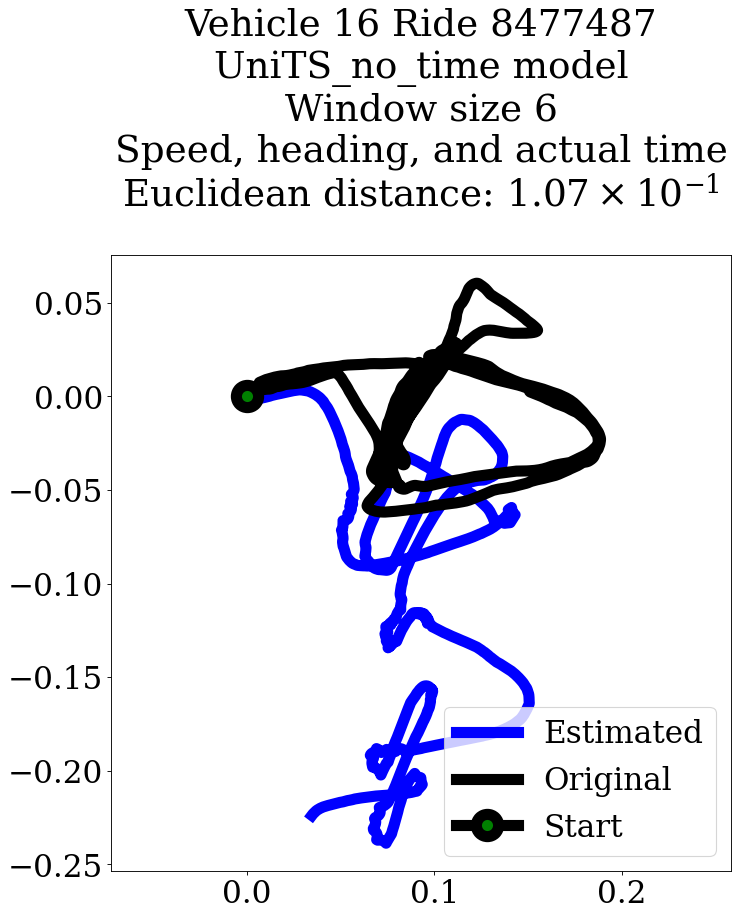 Vehicle 16 Ride 8477487
UniTS_no_time model
Window size 6
Speed, heading, and actual time
Euclidean distance: 1.07 × 10⁻¹
0.05
0.00
−0.05
−0.10
−0.15
−0.20
−0.25
0.0
0.1
0.2
Estimated
Original
Start